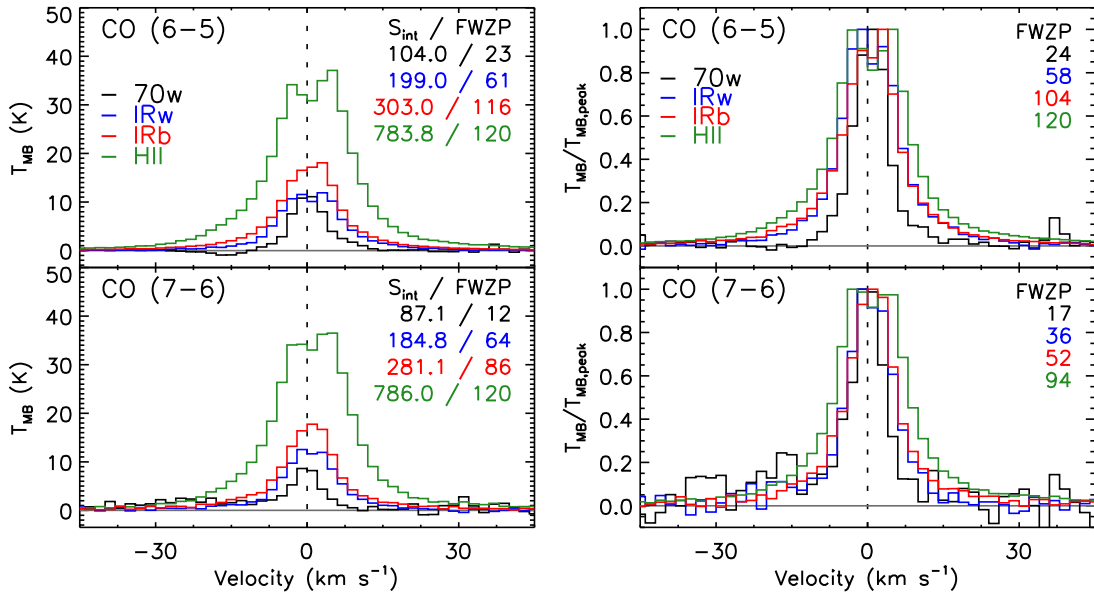 CO (6-5)
S_int / FWZP
104.0 / 23
199.0 / 61
303.0 / 116
783.8 / 120
70w
IRw
IRb
HII
T_MB (K)
50
40
30
20
10
0
CO (6-5)
FWZP
24
58
104
120
70w
IRw
IRb
HII
T_MB/T_MB,peak
1.0
0.8
0.6
0.4
0.2
0.0
CO (7-6)
S_int / FWZP
87.1 / 12
184.8 / 64
281.1 / 86
786.0 / 120
T_MB (K)
50
40
30
20
10
0
-30 0 30
Velocity (km s⁻¹)
CO (7-6)
FWZP
17
36
52
94
T_MB/T_MB,peak
1.0
0.8
0.6
0.4
0.2
0.0
-30 0 30
Velocity (km s⁻¹)